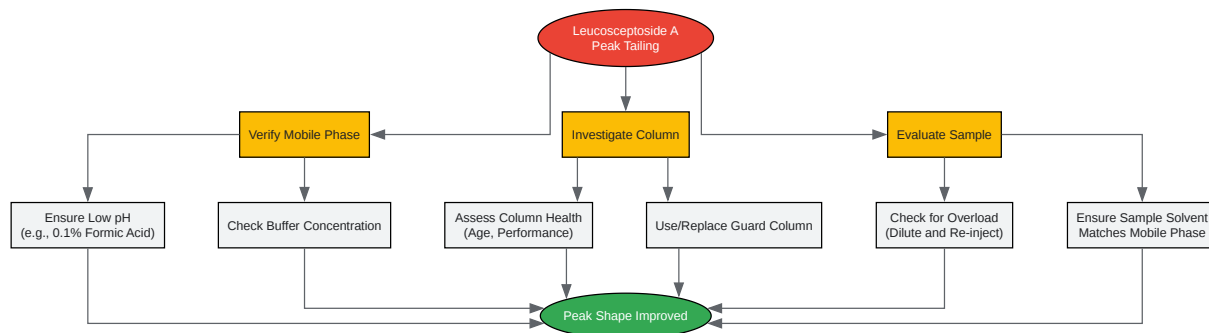 Leucosceptoside A
Peak Tailing
Verify Mobile Phase
Investigate Column
Evaluate Sample
Ensure Low pH
(e.g., 0.1% Formic Acid)
Check Buffer Concentration
Assess Column Health
(Age, Performance)
Use/Replace Guard Column
Check for Overload
(Dilute and Re-inject)
Ensure Sample Solvent
Matches Mobile Phase
Peak Shape Improved